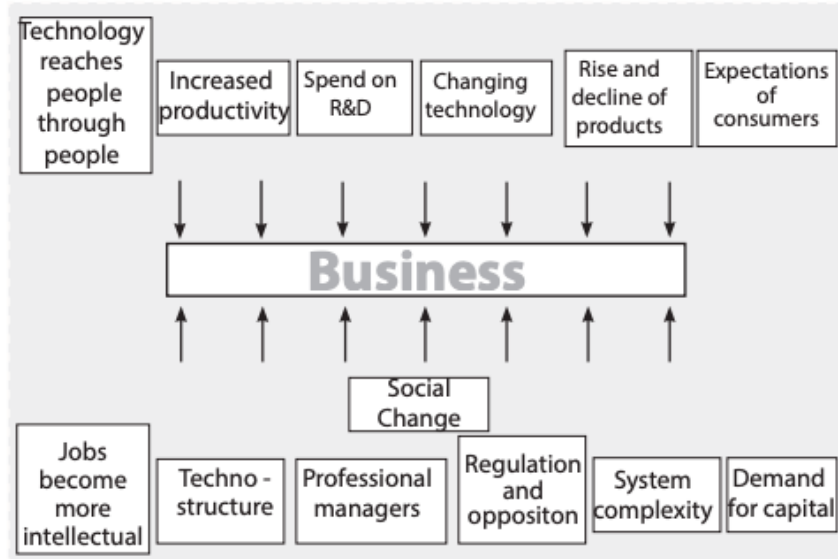 Technology
reaches
people
through
people
Increased
productivity
Spend on
R&D
Changing
technology
Rise and
decline of
products
Expectations
of
consumers
Business
Social
Change
Jobs
become
more
intellectual
Techno -
structure
Professional
managers
Regulation
and
oppositon
System
complexity
Demand
for capital